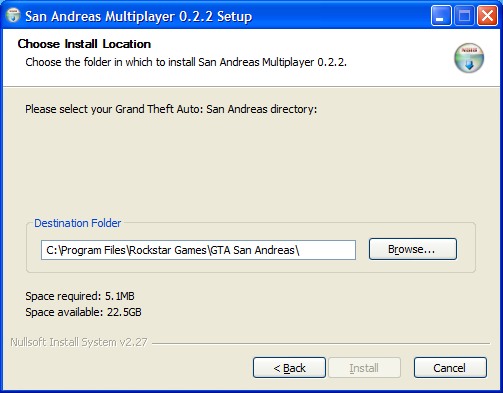 San Andreas Multiplayer 0.2.2 Setup
Choose Install Location
Choose the folder in which to install San Andreas Multiplayer 0.2.2.
Please select your Grand Theft Auto: San Andreas directory:
Destination Folder
C:\Program Files\Rockstar Games\GTA San Andreas\
Browse...
Space required: 5.1MB
Space available: 22.5GB
Nullsoft Install System v2.27
< Back Install Cancel